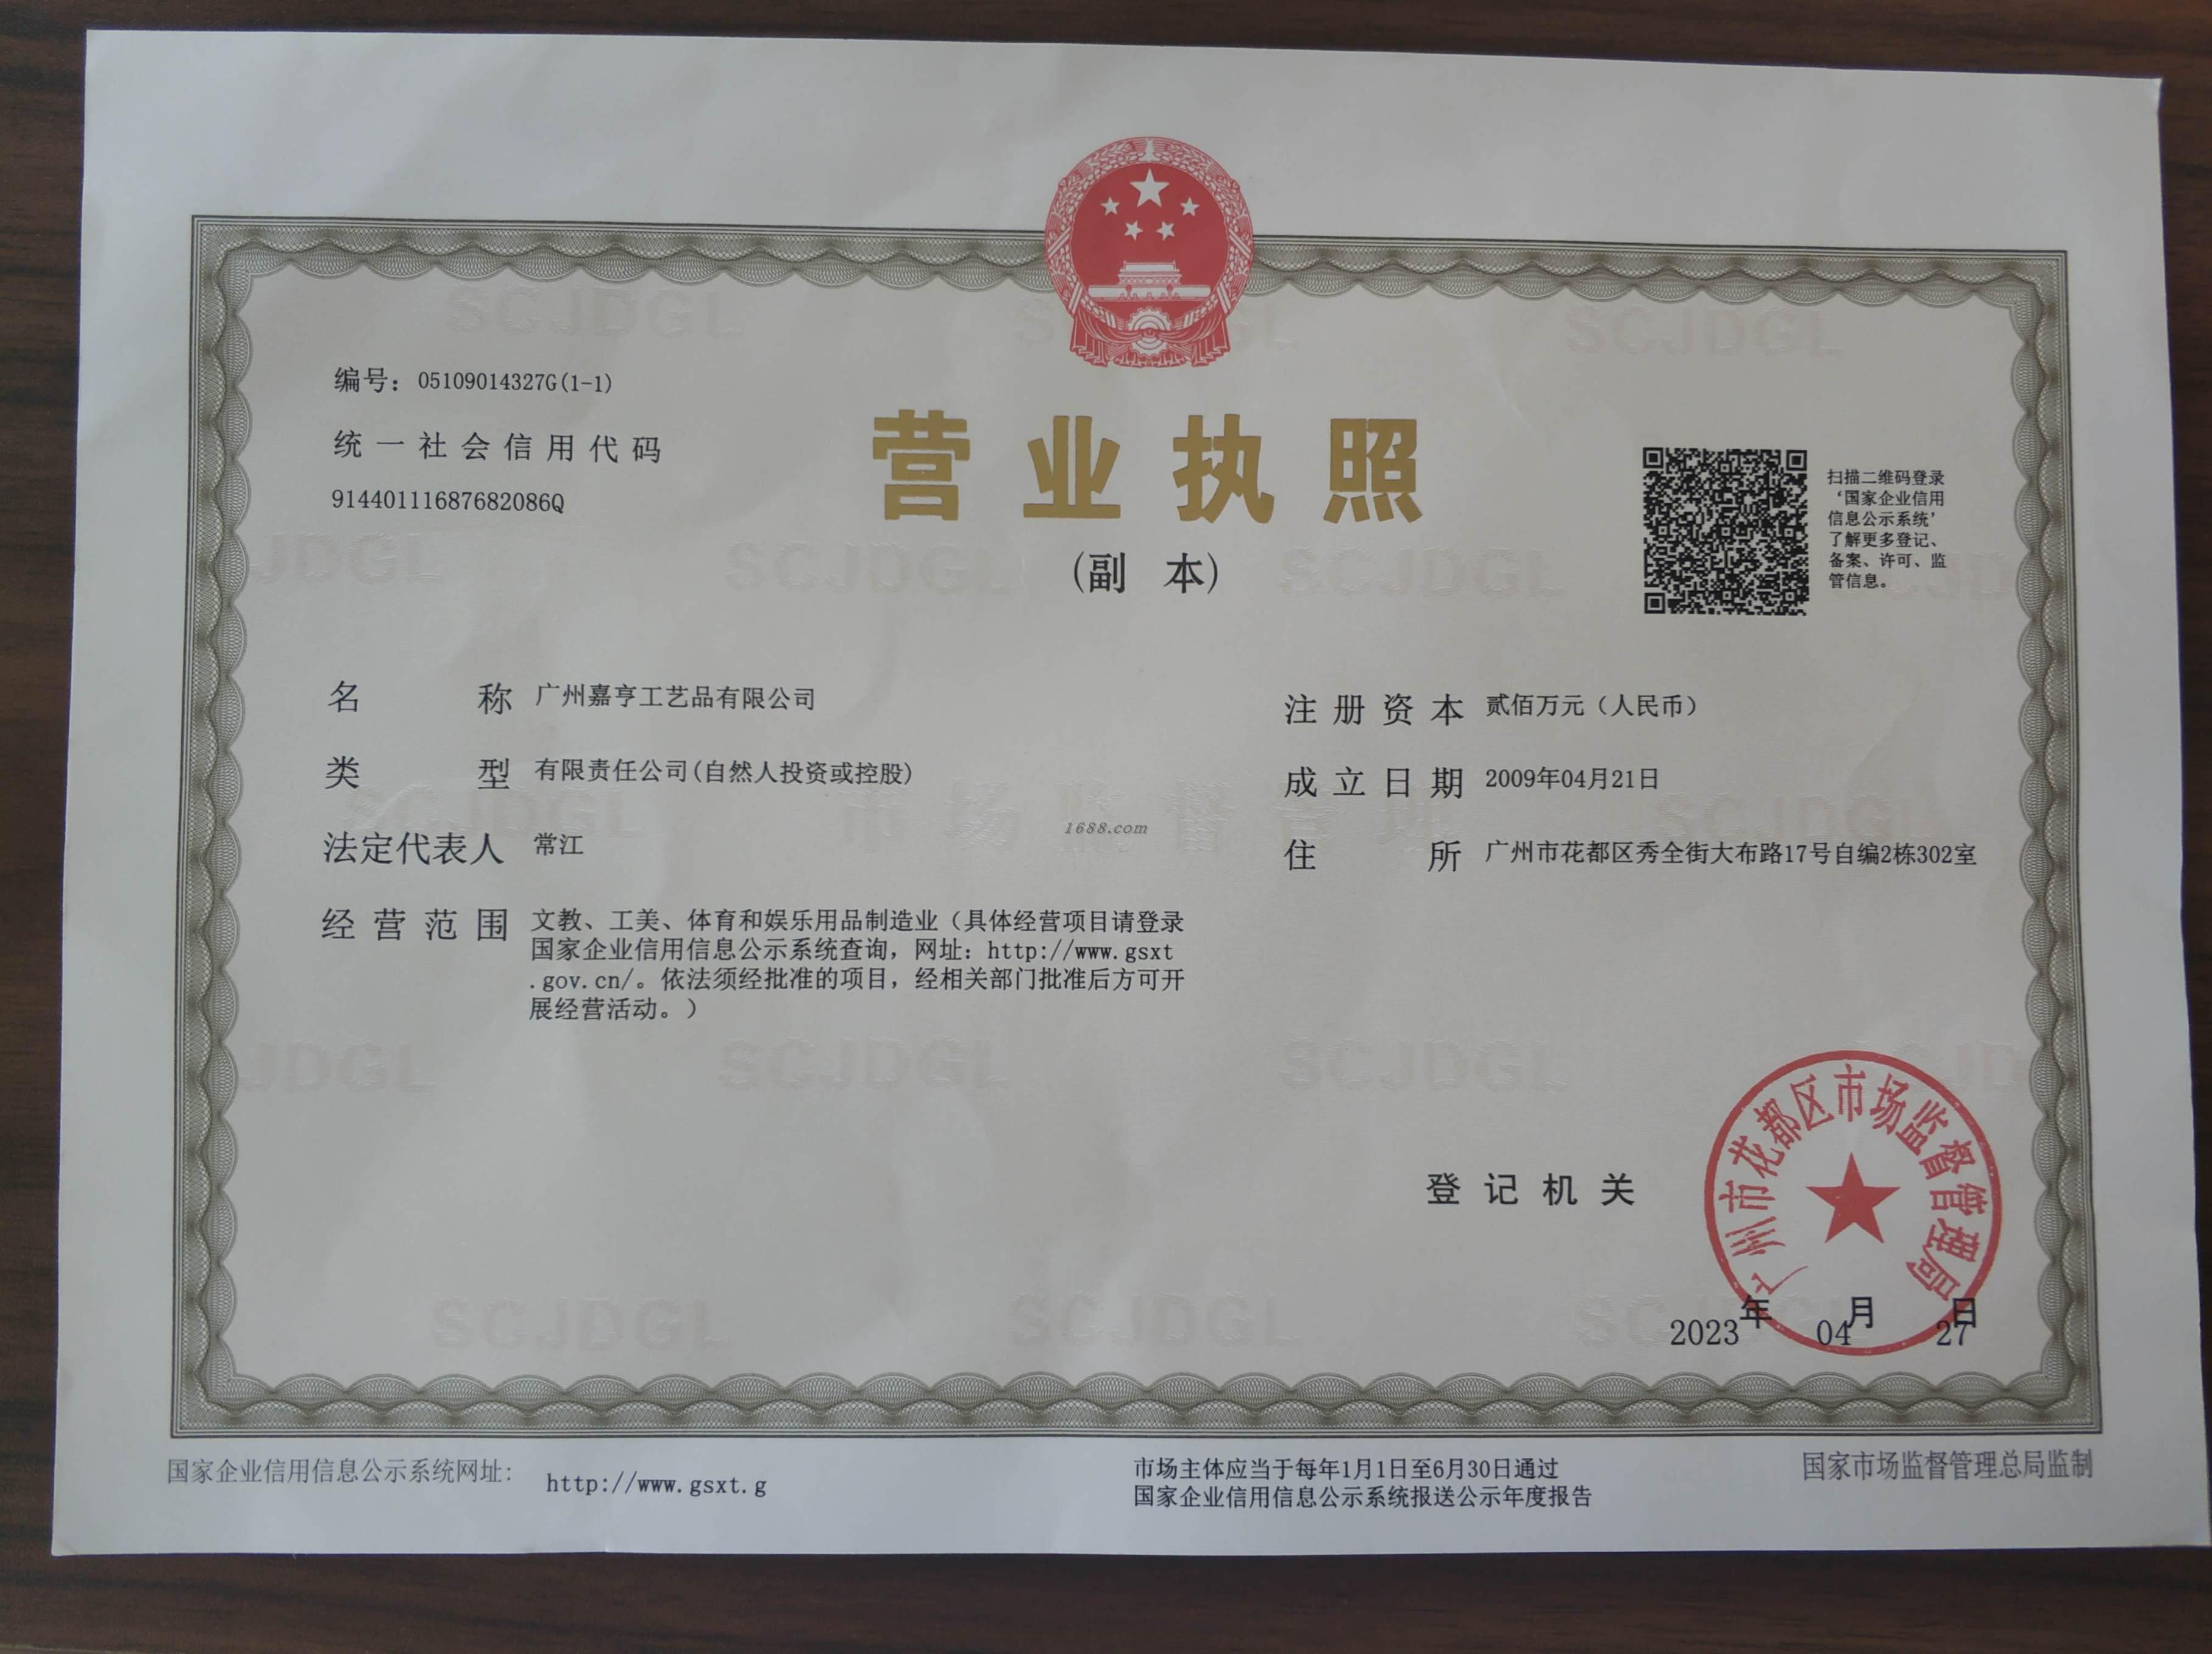 编号：05109014327G(1-1)
统一社会信用代码
91440111687682086Q
营业执照
(副 本)
扫描二维码登录
‘国家企业信用
信息公示系统’
了解更多登记、
备案、许可、监
管信息。
名 称 广州嘉亨工艺品有限公司
类 型 有限责任公司(自然人投资或控股)
法定代表人 常江
经营范围 文教、工美、体育和娱乐用品制造业（具体经营项目请登录
国家企业信用信息公示系统查询，网址：http://www.gsxt
.gov.cn/。依法须经批准的项目，经相关部门批准后方可开
展经营活动。）
注册资本 贰佰万元（人民币）
成立日期 2009年04月21日
住 所 广州市花都区秀全街大布路17号自编2栋302室
1688.com
市场监督管理
SCJDGL
登记机关
广州市花都区市场监督管理局
2023年04月27日
国家企业信用信息公示系统网址：http://www.gsxt.g
市场主体应当于每年1月1日至6月30日通过
国家企业信用信息公示系统报送公示年度报告
国家市场监督管理总局监制